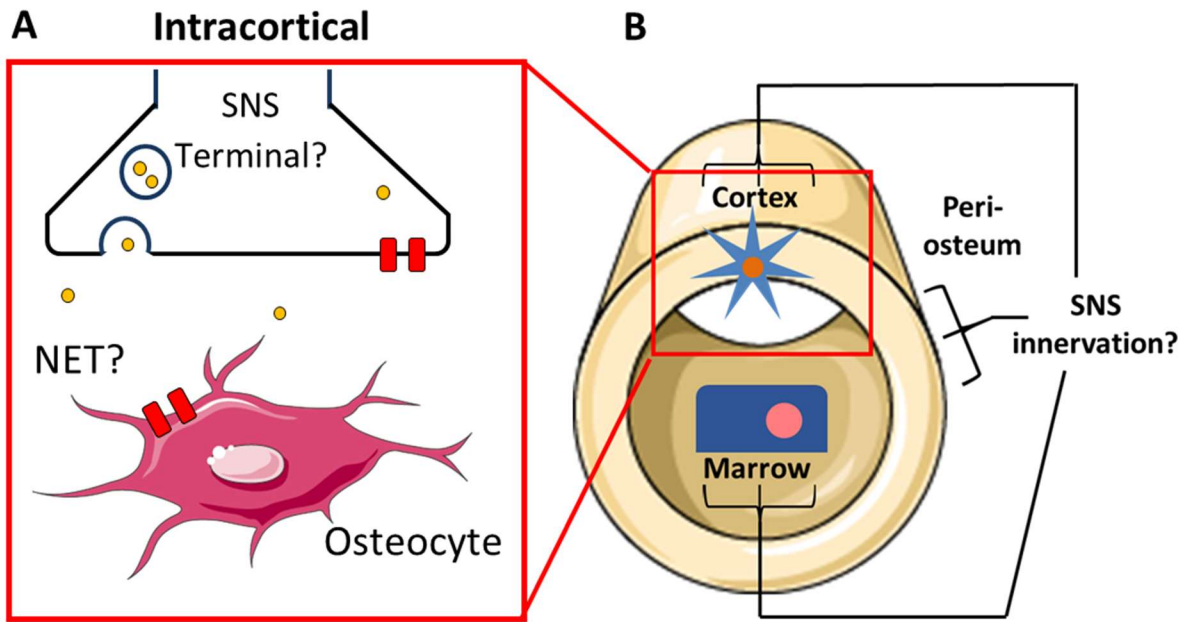 A
Intracortical
SNS
Terminal?
NET?
Osteocyte
B
Cortex
Peri-
osteum
SNS
innervation?
Marrow